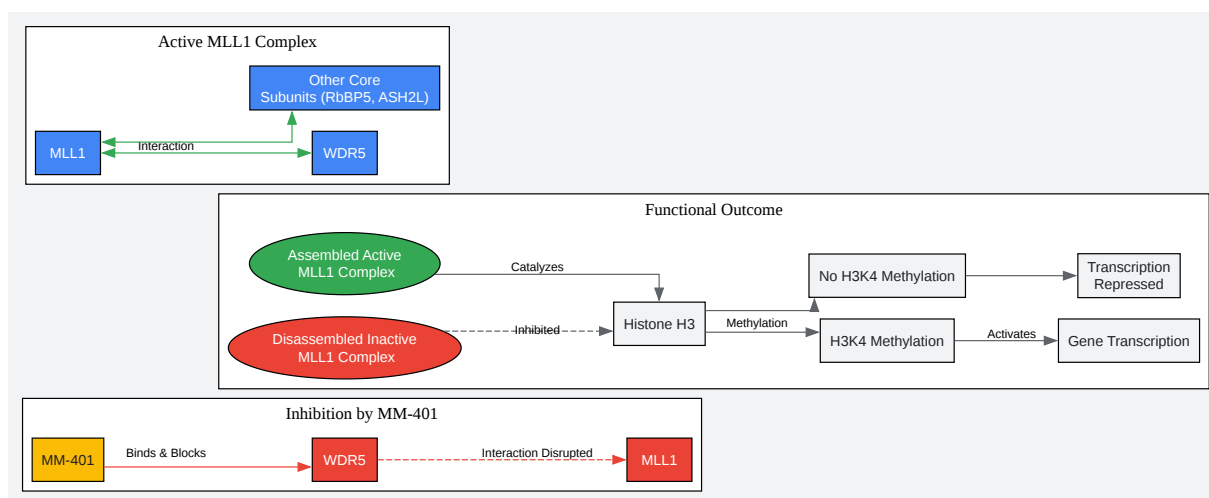 Active MLL1 Complex
Other Core
Subunits (RbBP5, ASH2L)
MLL1
Interaction
WDR5
Functional Outcome
Assembled Active
MLL1 Complex
Catalyzes
No H3K4 Methylation
Transcription
Repressed
Disassembled Inactive
MLL1 Complex
Inhibited
Histone H3
Methylation
H3K4 Methylation
Activates
Gene Transcription
Inhibition by MM-401
MM-401
Binds & Blocks
WDR5
Interaction Disrupted
MLL1